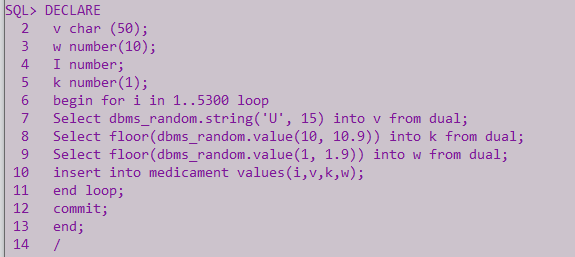 SQL> DECLARE
2 v char (50);
3 w number(10);
4 I number;
5 k number(1);
6 begin for i in 1..5300 loop
7 Select dbms_random.string('U', 15) into v from dual;
8 Select floor(dbms_random.value(10, 10.9)) into k from dual;
9 Select floor(dbms_random.value(1, 1.9)) into w from dual;
10 insert into medicament values(i,v,k,w);
11 end loop;
12 commit;
13 end;
14 /